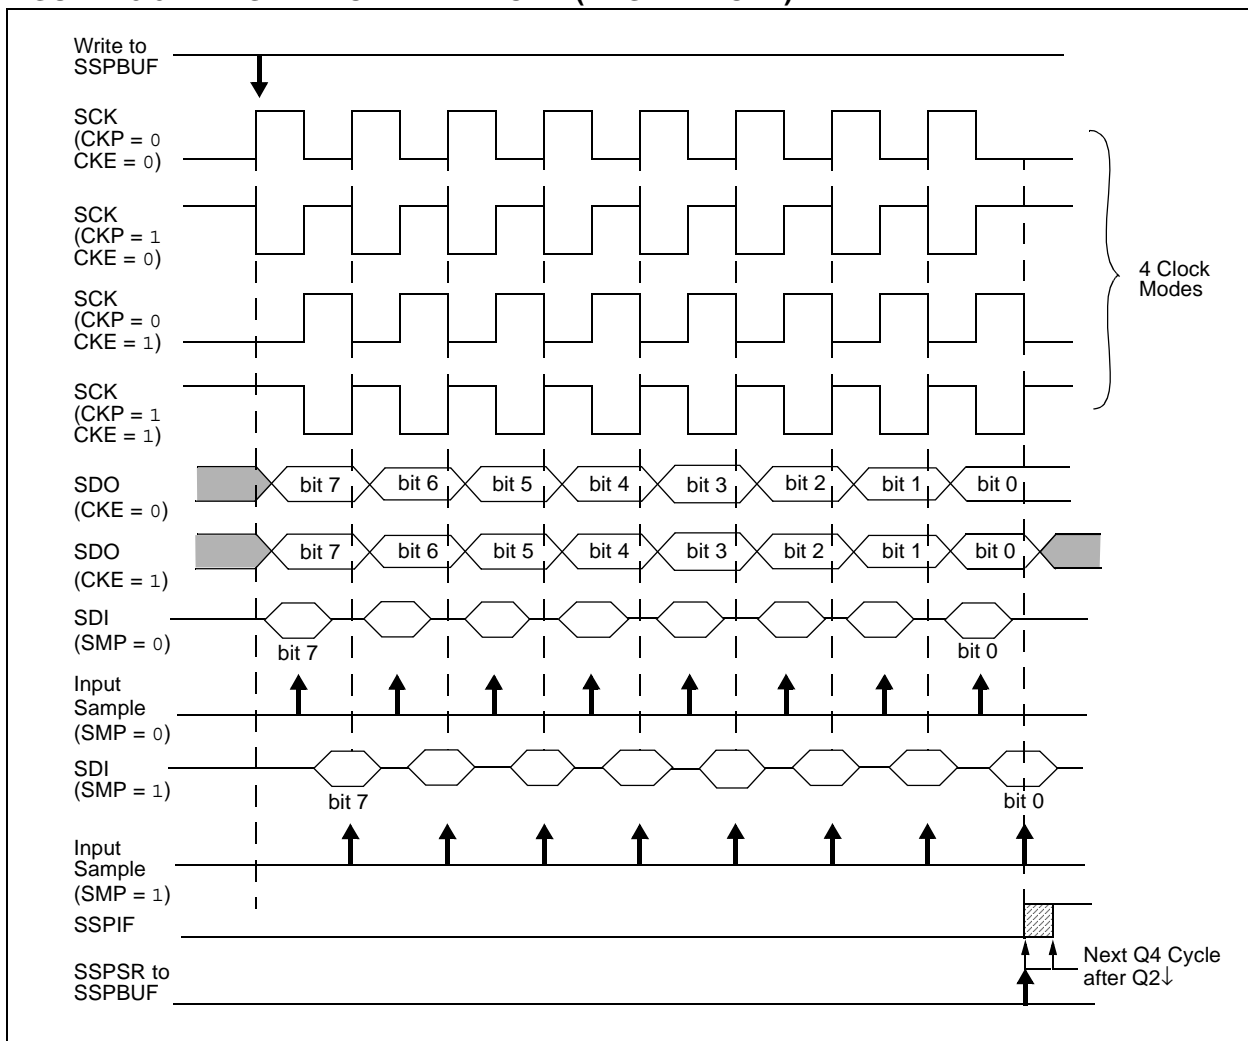 Write to
SSPBUF
SCK
(CKP = 0
CKE = 0)
SCK
(CKP = 1
CKE = 0)
SCK
(CKP = 0
CKE = 1)
SCK
(CKP = 1
CKE = 1)
4 Clock
Modes
SDO
(CKE = 0)
bit 7 bit 6 bit 5 bit 4 bit 3 bit 2 bit 1 bit 0
SDO
(CKE = 1)
bit 7 bit 6 bit 5 bit 4 bit 3 bit 2 bit 1 bit 0
SDI
(SMP = 0)
bit 7 bit 0
Input
Sample
(SMP = 0)
SDI
(SMP = 1)
bit 7 bit 0
Input
Sample
(SMP = 1)
SSPIF
SSPSR to
SSPBUF
Next Q4 Cycle
after Q2↓